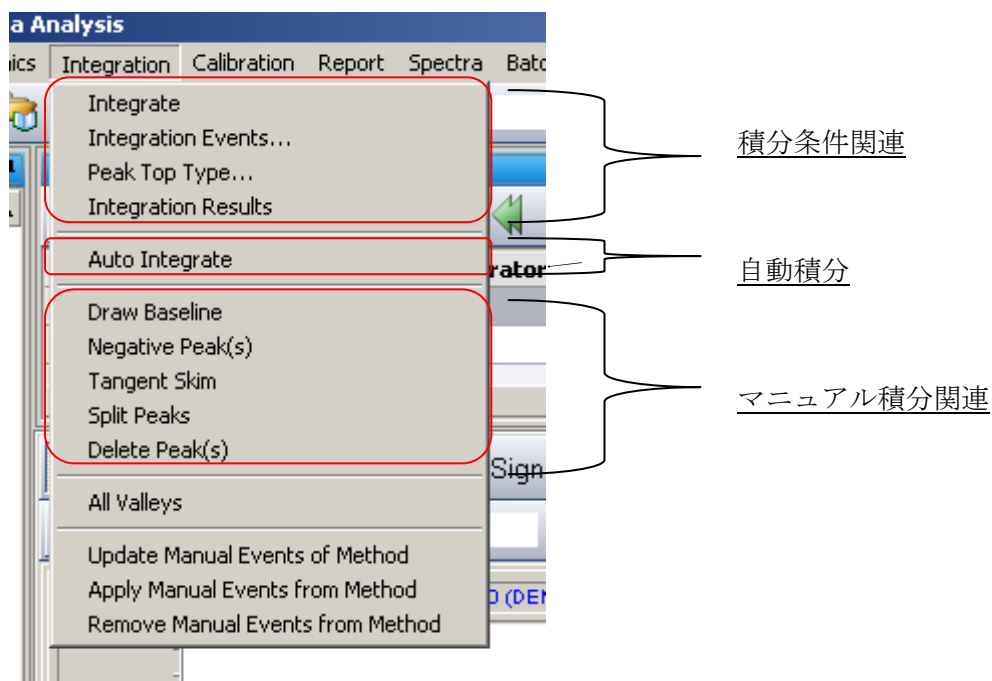 a Analysis
ics Integration Calibration Report Spectra Batc
Integrate
Integration Events...
Peak Top Type...
Integration Results
Auto Integrate
rator
Draw Baseline
Negative Peak(s)
Tangent Skim
Split Peaks
Delete Peak(s)
Sign
All Valleys
Update Manual Events of Method
Apply Manual Events from Method
O (DEM
Remove Manual Events from Method
積分条件関連
自動積分
マニュアル積分関連